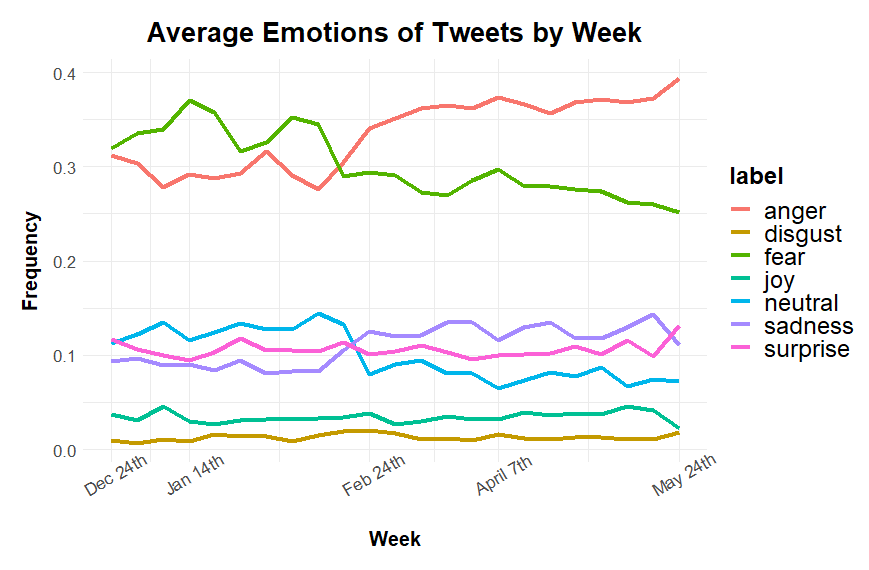 Average Emotions of Tweets by Week
Frequency
0.4
0.3
0.2
0.1
0.0
Dec 24th
Jan 14th
Feb 24th
April 7th
May 24th
Week
label
anger
disgust
fear
joy
neutral
sadness
surprise